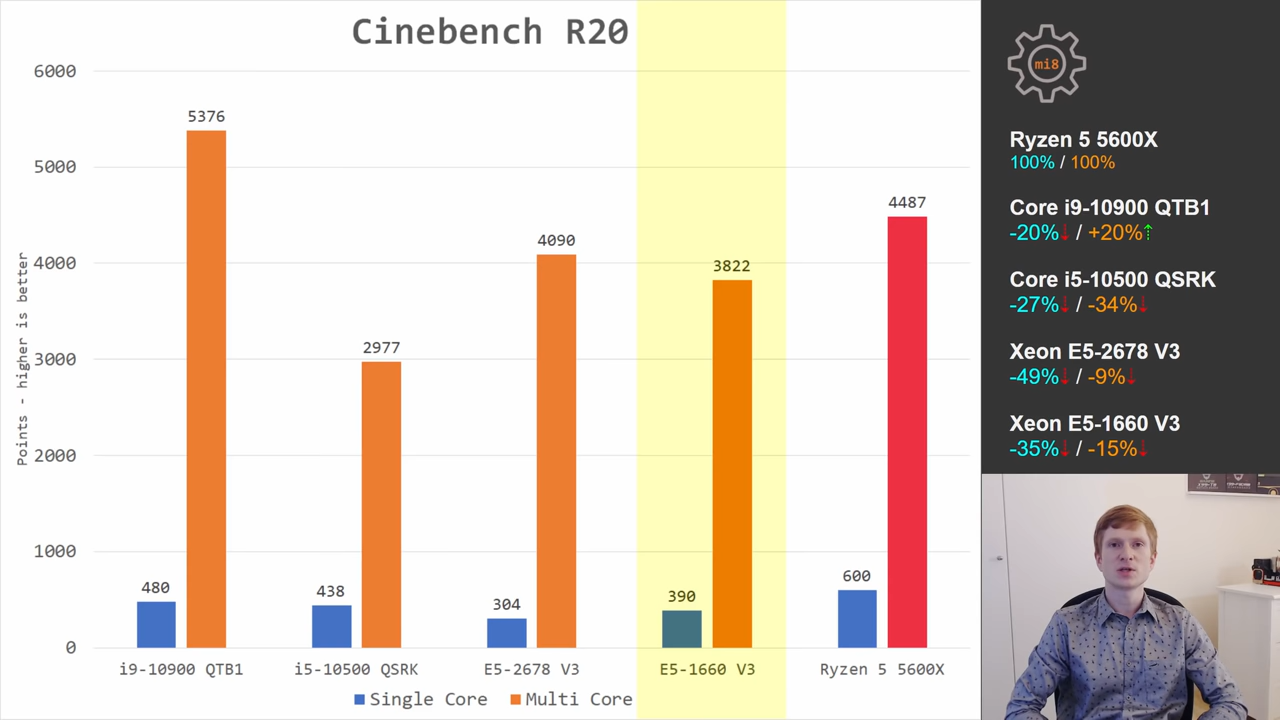 Cinebench R20
Points - higher is better
6000
5000
4000
3000
2000
1000
0
480
5376
438
2977
304
4090
390
3822
600
4487
i9-10900 QTB1
i5-10500 QSRK
E5-2678 V3
E5-1660 V3
Ryzen 5 5600X
Single Core
Multi Core
mi8
Ryzen 5 5600X
100% / 100%
Core i9-10900 QTB1
-20%↓ / +20%↑
Core i5-10500 QSRK
-27%↓ / -34%↓
Xeon E5-2678 V3
-49%↓ / -9%↓
Xeon E5-1660 V3
-35%↓ / -15%↓